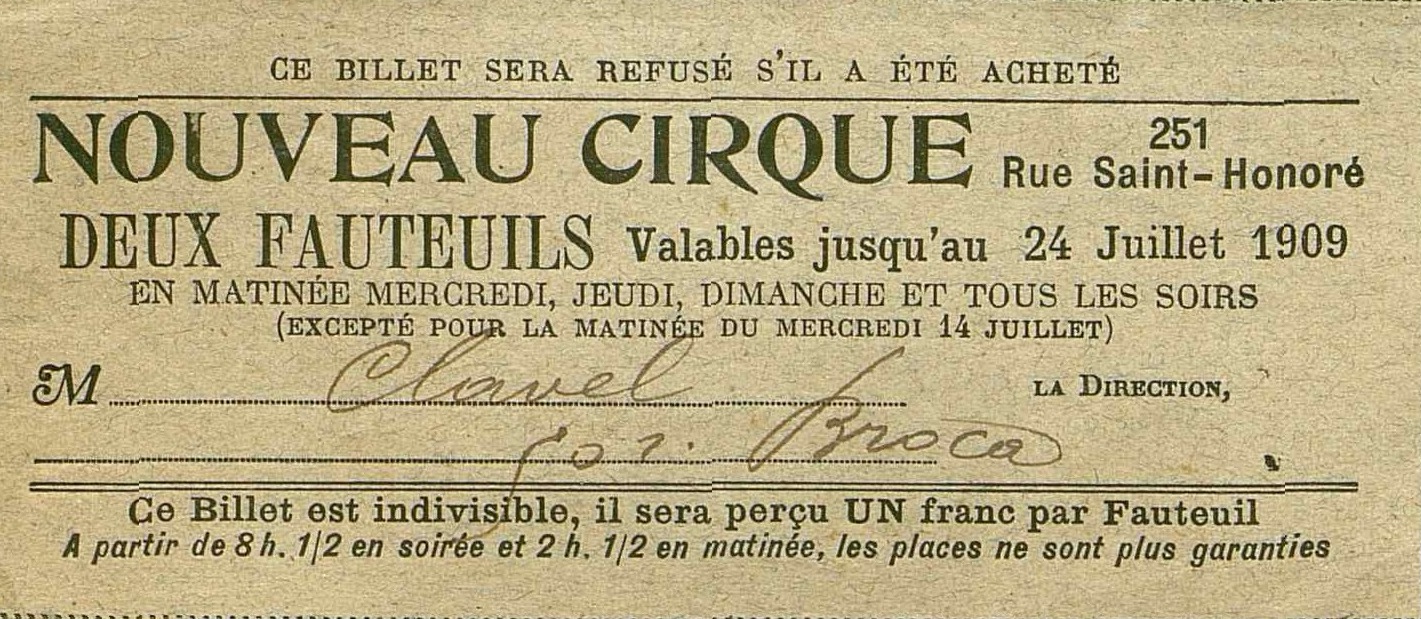 CE BILLET SERA REFUSÉ S'IL A ÉTÉ ACHETÉ
NOUVEAU CIRQUE 251 Rue Saint-Honoré
DEUX FAUTEUILS Valables jusqu'au 24 Juillet 1909
EN MATINÉE MERCREDI, JEUDI, DIMANCHE ET TOUS LES SOIRS
(EXCEPTÉ POUR LA MATINÉE DU MERCREDI 14 JUILLET)
M Clavel LA DIRECTION,
r. Broca
Ce Billet est indivisible, il sera perçu UN franc par Fauteuil
A partir de 8 h. 1/2 en soirée et 2 h. 1/2 en matinée, les places ne sont plus garanties